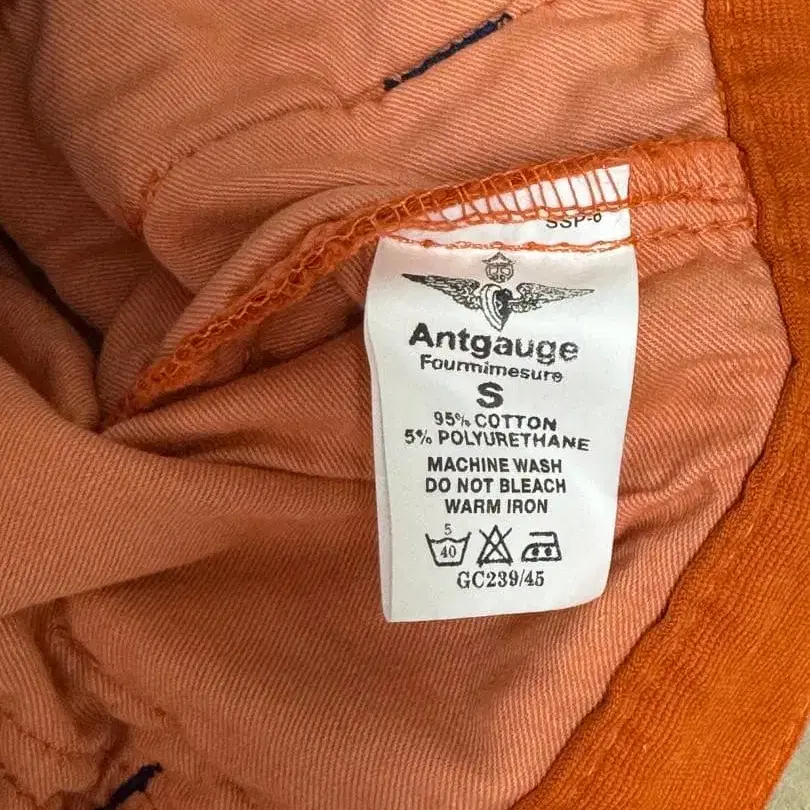 SSP-6
Antgauge
Fourmimesure
S
95% COTTON
5% POLYURETHANE
MACHINE WASH
DO NOT BLEACH
WARM IRON
5
40
GC239/45